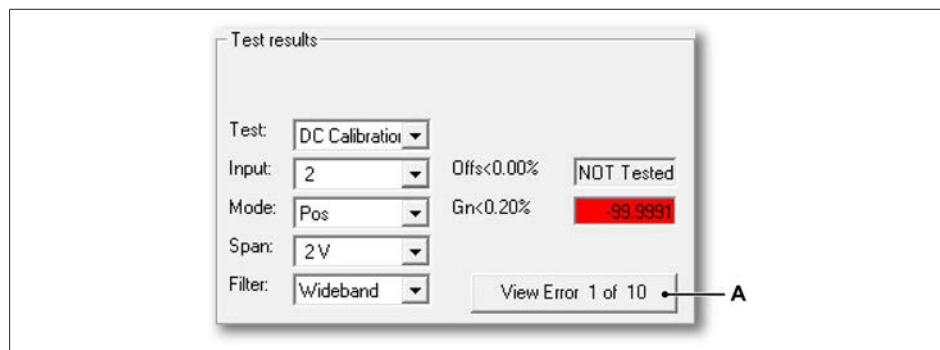 Test results
Test: DC Calibration
Input: 2 Offs<0.00% NOT Tested
Mode: Pos Gn<0.20% -99.9991
Span: 2 V
Filter: Wideband View Error 1 of 10 A